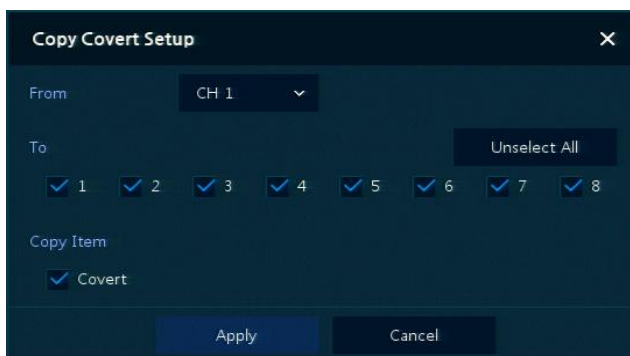 Copy Covert Setup
From CH 1
To Unselect All
1 2 3 4 5 6 7 8
Copy Item
Covert
Apply Cancel